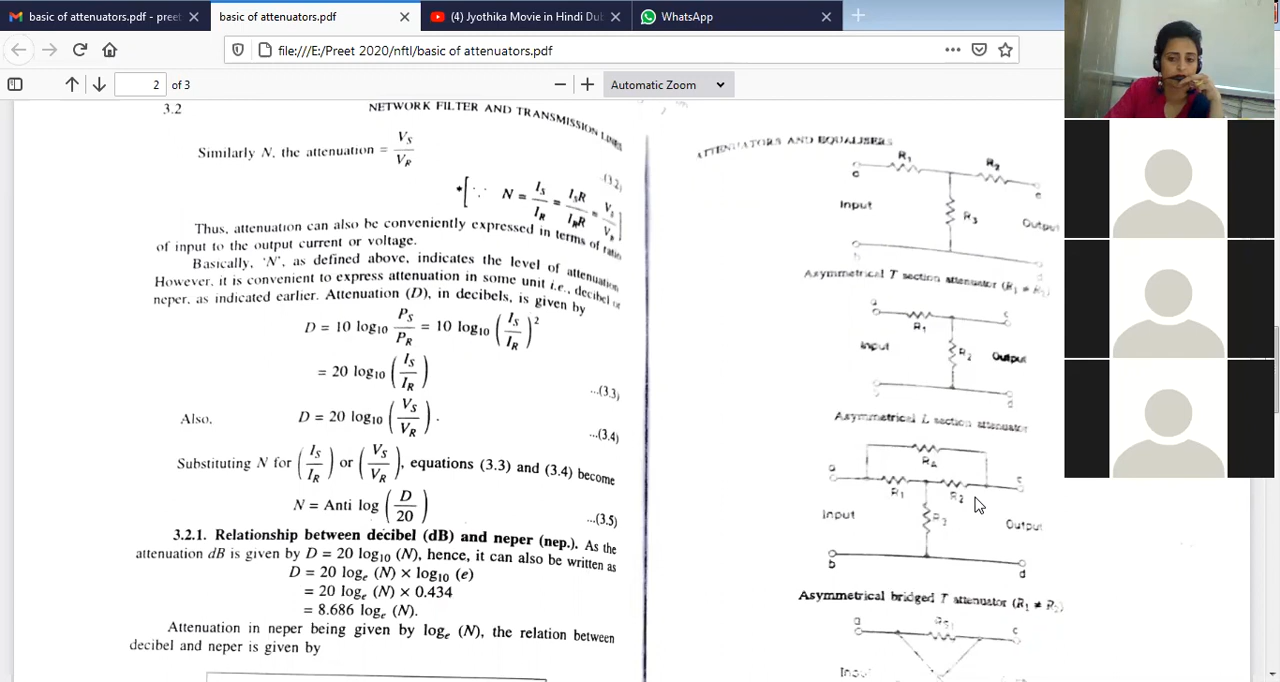 basic of attenuators.pdf - preet
basic of attenuators.pdf
(4) Jyothika Movie in Hindi Dub
WhatsApp
file:///E:/Preet 2020/nftl/basic of attenuators.pdf
2 of 3
Automatic Zoom
3.2 NETWORK FILTER AND TRANSMISSION LINES
Similarly N, the attenuation = V_S / V_R
...(3.2)
*[∵ N = I_S / I_R = I_S R / I_R R = V_S / V_R]
Thus, attenuation can also be conveniently expressed in terms of ratio
of input to the output current or voltage.
Basically, 'N', as defined above, indicates the level of attenuation
However, it is convenient to express attenuation in some unit i.e., decibel or
neper, as indicated earlier. Attenuation (D), in decibels, is given by
D = 10 log10 P_S / P_R = 10 log10 (I_S / I_R)^2
= 20 log10 (I_S / I_R) ...(3.3)
Also, D = 20 log10 (V_S / V_R). ...(3.4)
Substituting N for (I_S / I_R) or (V_S / V_R), equations (3.3) and (3.4) become
N = Anti log (D / 20) ...(3.5)
3.2.1. Relationship between decibel (dB) and neper (nep.). As the
attenuation dB is given by D = 20 log10 (N), hence, it can also be written as
D = 20 loge (N) × log10 (e)
= 20 loge (N) × 0.434
= 8.686 loge (N).
Attenuation in neper being given by loge (N), the relation between
decibel and neper is given by
ATTENUATORS AND EQUALISERS
R1 R2
Input R3 Output
Asymmetrical T section attenuator (R1 ≠ R2)
a c
R1
Input R2 Output
d
Asymmetrical L section attenuator
RA
a c
R1 R2
Input R3 Output
b d
Asymmetrical bridged T attenuator (R1 ≠ R2)
a c
Input